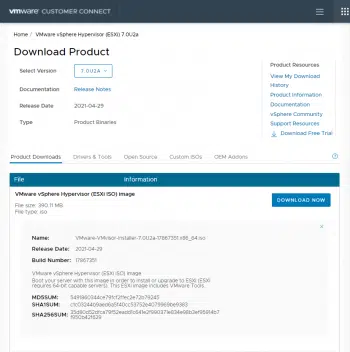 vmware CUSTOMER CONNECT
Home / VMware vSphere Hypervisor (ESXi) 7.0U2a
Download Product
Select Version
7.0U2A
Documentation
Release Notes
Release Date
2021-04-29
Type
Product Binaries
Product Resources
View My Download
History
Product Information
Documentation
vSphere Community
Support Resources
Download Free Trial
Product Downloads
Drivers & Tools
Open Source
Custom ISOs
OEM Addons
File
Information
VMware vSphere Hypervisor (ESXi ISO) image
File size: 390.11 MB
File type: iso
DOWNLOAD NOW
Name: VMware-VMvisor-Installer-7.0U2a-17867351.x86_64.iso
Release Date: 2021-04-29
Build Number: 17867351
VMware vSphere Hypervisor (ESXi ISO) image
Boot your server with this image in order to install or upgrade to ESXi (ESXi
requires 64-bit capable servers). This ESXi image includes VMware Tools.
MD5SUM:
SHA1SUM:
SHA256SUM: